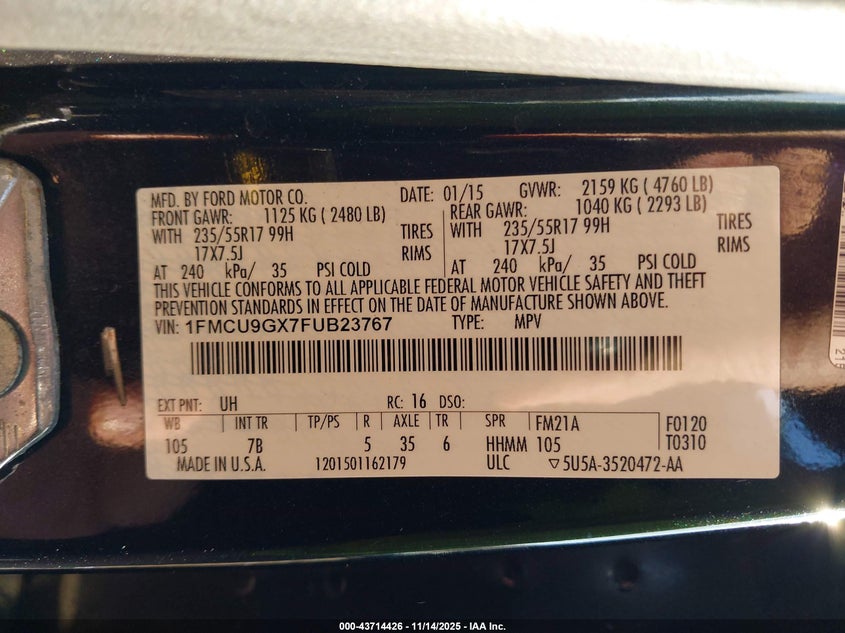 MFD. BY FORD MOTOR CO. DATE: 01/15 GVWR: 2159 KG ( 4760 LB)
FRONT GAWR: 1125 KG ( 2480 LB) REAR GAWR: 1040 KG ( 2293 LB)
WITH 235/55R17 99H TIRES WITH 235/55R17 99H TIRES
17X7.5J RIMS 17X7.5J RIMS
AT 240 kPa/ 35 PSI COLD AT 240 kPa/ 35 PSI COLD
THIS VEHICLE CONFORMS TO ALL APPLICABLE FEDERAL MOTOR VEHICLE SAFETY AND THEFT
PREVENTION STANDARDS IN EFFECT ON THE DATE OF MANUFACTURE SHOWN ABOVE.
VIN: 1FMCU9GX7FUB23767 TYPE: MPV
EXT PNT: UH RC: 16 DSO:
WB INT TR TP/PS R AXLE TR SPR FM21A F0120
105 7B 5 35 6 HHMM 105 T0310
MADE IN U.S.A. 1201501162179 ULC ▽5U5A-3520472-AA
000-43714426 - 11/14/2025 - IAA Inc.